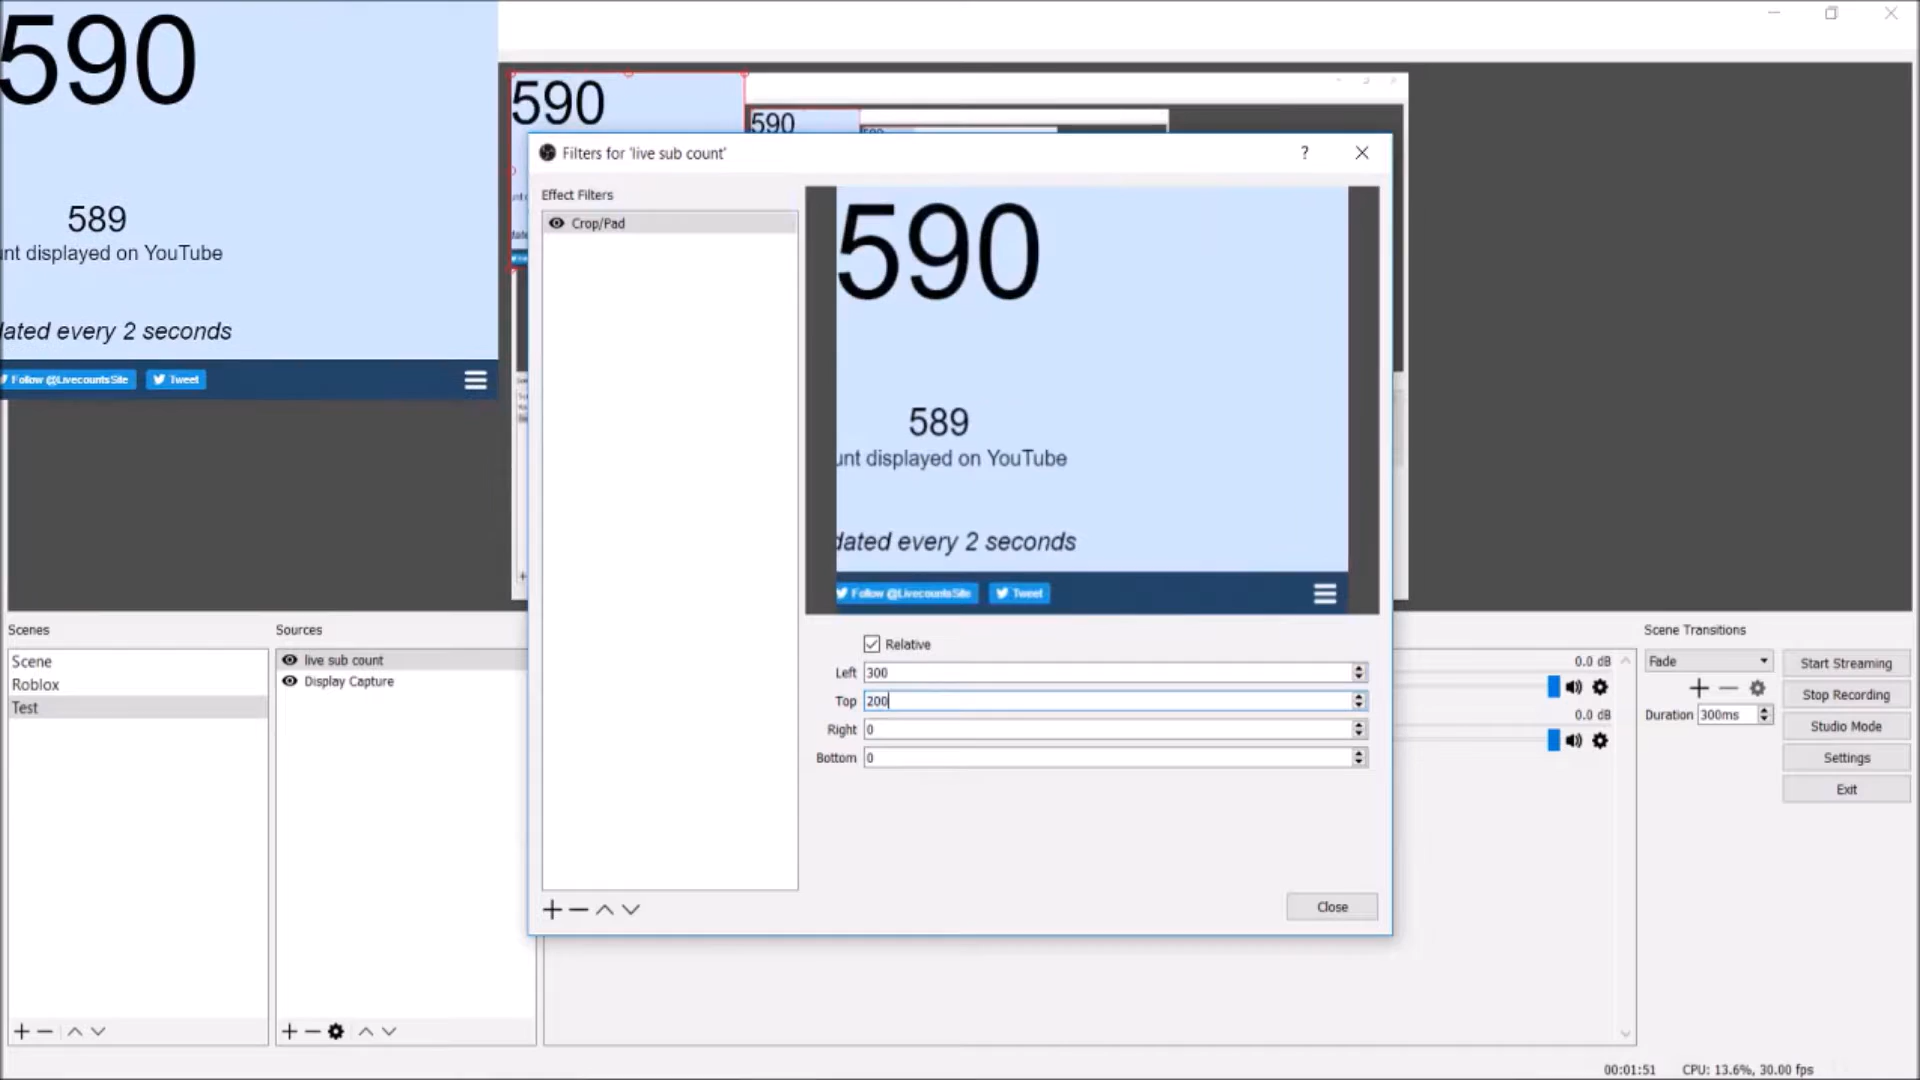 590
589
nt displayed on YouTube
lated every 2 seconds
Follow @LivecountsSite
Tweet
590
590
Filters for 'live sub count'
?
Effect Filters
Crop/Pad
590
589
unt displayed on YouTube
dated every 2 seconds
Follow @LivecountsSite
Tweet
Relative
Left 300
Top 200
Right 0
Bottom 0
Close
Scenes
Scene
Roblox
Test
Sources
live sub count
Display Capture
0.0 dB
0.0 dB
Scene Transitions
Fade
Duration 300ms
Start Streaming
Stop Recording
Studio Mode
Settings
Exit
00:01:51
CPU: 13.6%, 30.00 fps